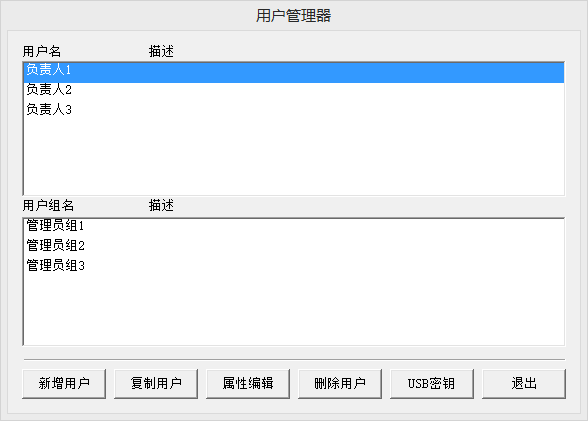 用户管理器
用户名 描述
负责人1
负责人2
负责人3
用户组名 描述
管理员组1
管理员组2
管理员组3
新增用户 复制用户 属性编辑 删除用户 USB密钥 退出